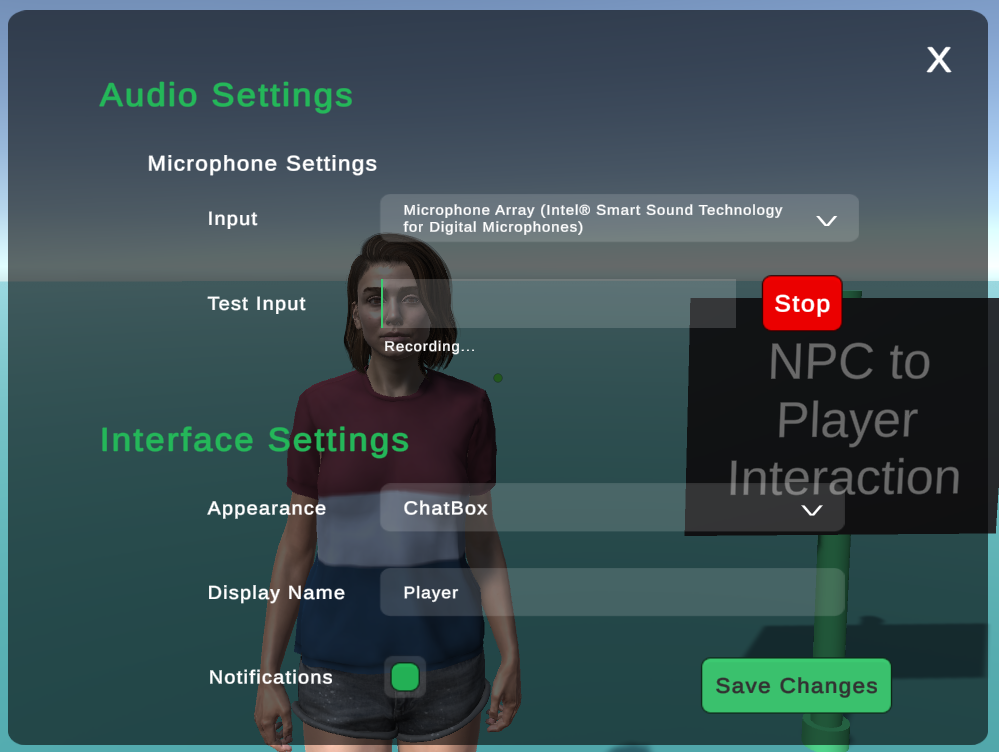 X
Audio Settings
Microphone Settings
Input
Microphone Array (Intel® Smart Sound Technology
for Digital Microphones)
Test Input
Stop
Recording...
NPC to
Player
Interaction
Interface Settings
Appearance
ChatBox
Display Name
Player
Notifications
Save Changes